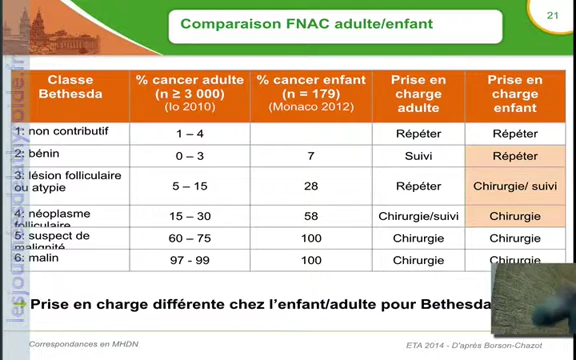 Comparaison FNAC adulte/enfant
21
Classe Bethesda
% cancer adulte (n ≥ 3 000) (Io 2010)
% cancer enfant (n = 179) (Monaco 2012)
Prise en charge adulte
Prise en charge enfant
1: non contributif 1 – 4 Répéter Répéter
2: bénin 0 – 3 7 Suivi Répéter
3: lésion folliculaire ou atypie 5 – 15 28 Répéter Chirurgie/ suivi
4: néoplasme folliculaire 15 – 30 58 Chirurgie/suivi Chirurgie
5: suspect de malignité 60 – 75 100 Chirurgie Chirurgie
6: malin 97 - 99 100 Chirurgie Chirurgie
Prise en charge différente chez l'enfant/adulte pour Bethesda
Correspondances en MHDN
ETA 2014 - D'après Borson-Chazot
lesjournéesdelathyroide.fr